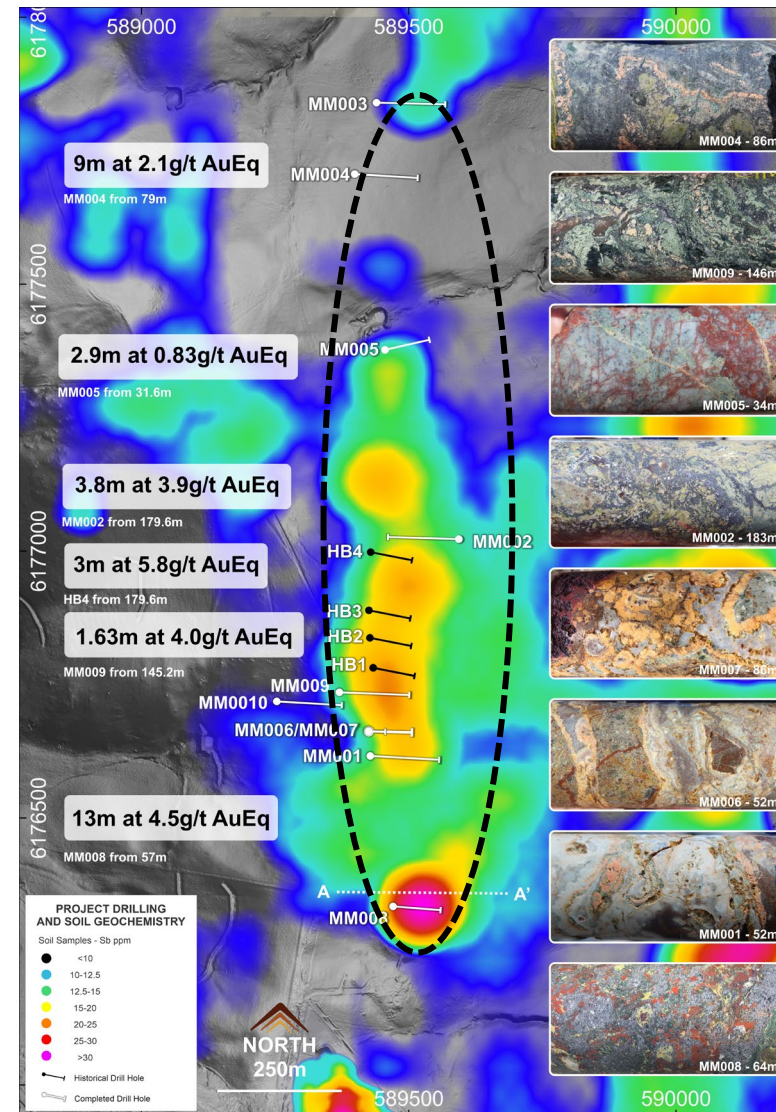 589000
589500
590000
61780
6177500
6177000
6176500
MM003
MM004
9m at 2.1g/t AuEq
MM004 from 79m
MM005
2.9m at 0.83g/t AuEq
MM005 from 31.6m
3.8m at 3.9g/t AuEq
MM002 from 179.6m
MM002
HB4
3m at 5.8g/t AuEq
HB4 from 179.6m
HB3
1.63m at 4.0g/t AuEq
HB2
MM009 from 145.2m
HB1
MM009
MM0010
MM006/MM007
MM001
13m at 4.5g/t AuEq
MM008 from 57m
A
A'
MM008
PROJECT DRILLING
AND SOIL GEOCHEMISTRY
Soil Samples - Sb ppm
<10
10-12.5
12.5-15
15-20
20-25
25-30
>30
Historical Drill Hole
Completed Drill Hole
NORTH
250m
589500
590000
MM004 - 86m
MM009 - 146m
MM005- 34m
MM002 - 183m
MM007 - 86m
MM006 - 52m
MM001 - 52m
MM008 - 64m